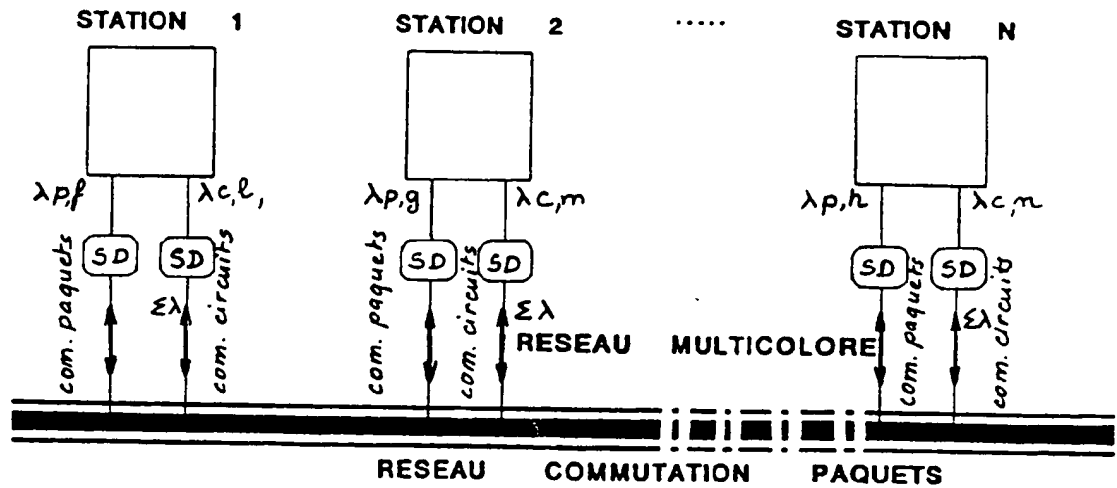 STATION 1
STATION 2
.....
STATION N
λp,f
λc,l,
λp,g
λc,m
λp,h
λc,n
SD
SD
SD
SD
SD
SD
com. paquets
Σλ
com. circuits
com. paquets
com. circuits
Σλ
com. paquets
Σλ
com. circuits
RESEAU MULTICOLORE
RESEAU COMMUTATION PAQUETS